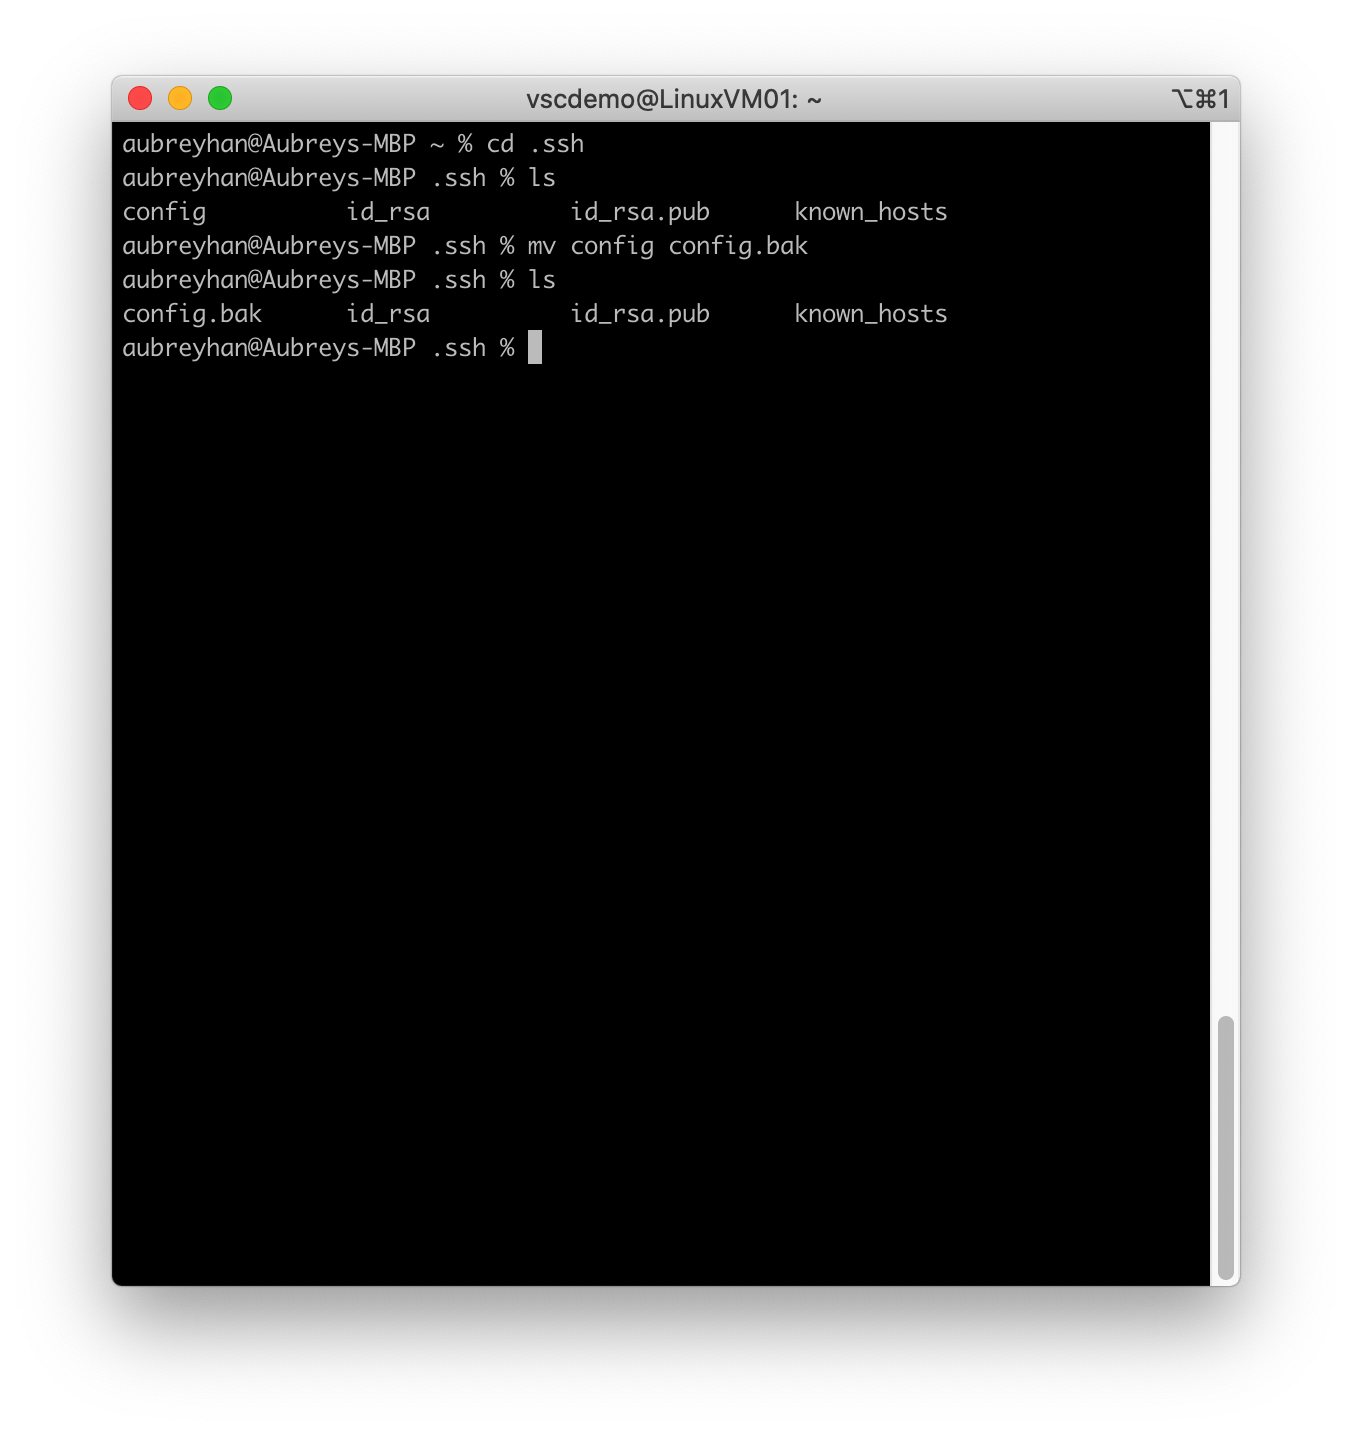 vscdemo@LinuxVM01: ~ ⌥⌘1
aubreyhan@Aubreys-MBP ~ % cd .ssh
aubreyhan@Aubreys-MBP .ssh % ls
config id_rsa id_rsa.pub known_hosts
aubreyhan@Aubreys-MBP .ssh % mv config config.bak
aubreyhan@Aubreys-MBP .ssh % ls
config.bak id_rsa id_rsa.pub known_hosts
aubreyhan@Aubreys-MBP .ssh %